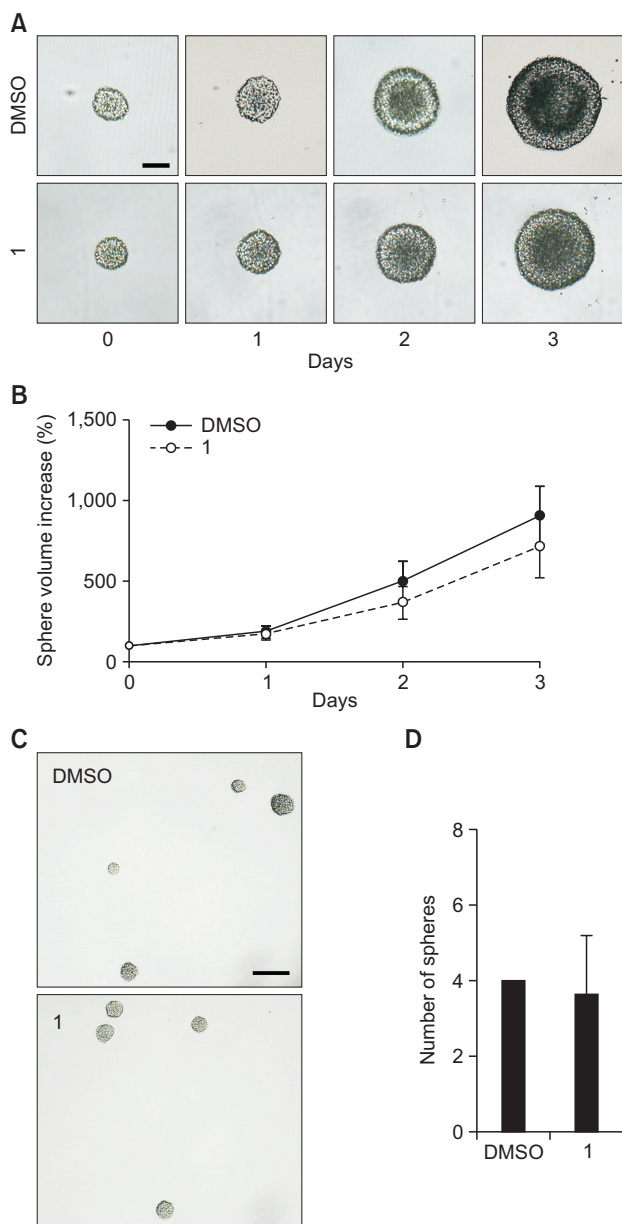 A
DMSO
1
0 1 2 3
Days
B
Sphere volume increase (%)
1,500
1,000
500
0
DMSO
1
0 1 2 3
Days
C
DMSO
1
D
Number of spheres
8
6
4
2
0
DMSO 1